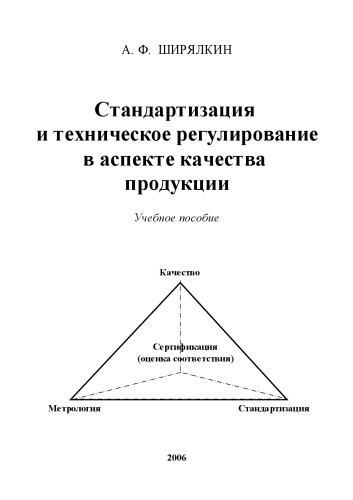 А. Ф. ШИРЯЛКИН
Стандартизация
и техническое регулирование
в аспекте качества
продукции
Учебное пособие
Качество
Сертификация
(оценка соответствия)
Метрология Стандартизация
2006